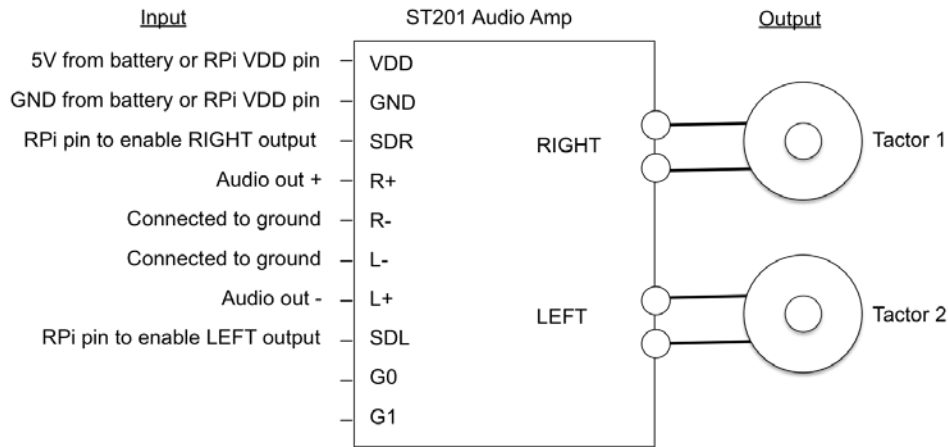 Input
ST201 Audio Amp
Output
5V from battery or RPi VDD pin
VDD
GND from battery or RPi VDD pin
GND
RPi pin to enable RIGHT output
SDR
RIGHT
Tactor 1
Audio out +
R+
Connected to ground
R-
Connected to ground
L-
Audio out -
L+
LEFT
Tactor 2
RPi pin to enable LEFT output
SDL
G0
G1